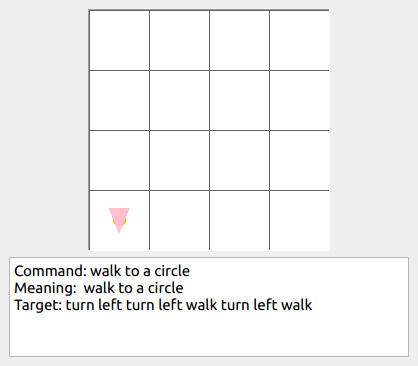 Command: walk to a circle
Meaning:  walk to a circle
Target: turn left turn left walk turn left walk